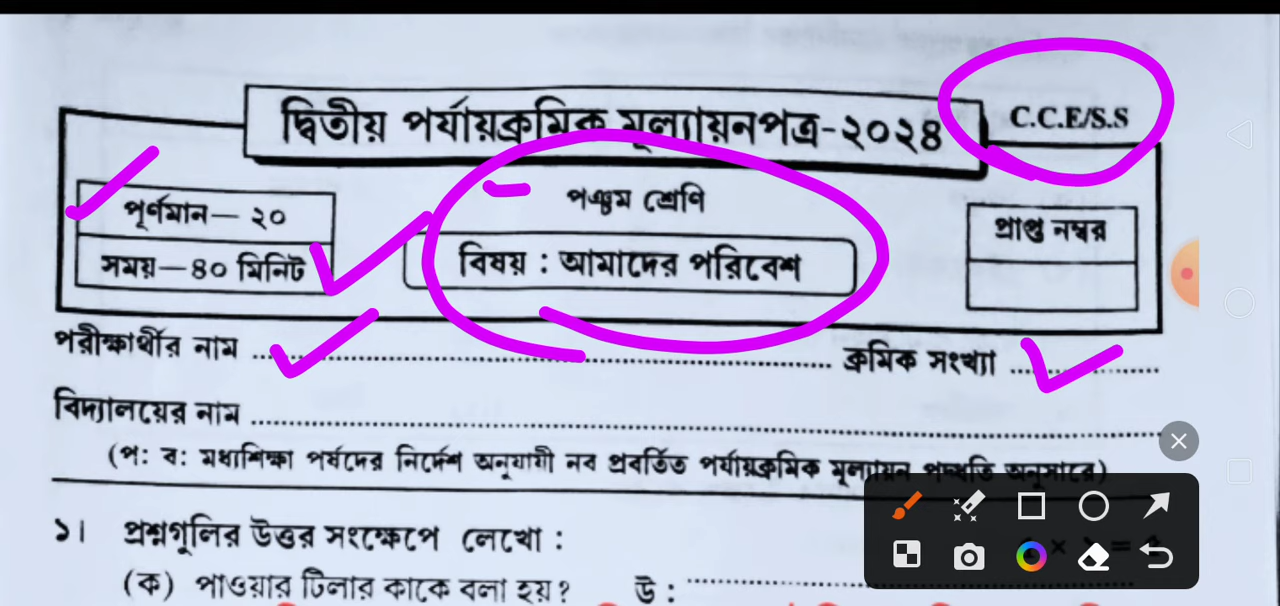 C.C.E/S.S
দ্বিতীয় পর্যায়ক্রমিক মূল্যায়নপত্র-২০২৪
পূর্ণমান— ২০
পঞ্চম শ্রেণি
প্রাপ্ত নম্বর
সময়—৪০ মিনিট
বিষয় : আমাদের পরিবেশ
পরীক্ষার্থীর নাম ........................ ক্রমিক সংখ্যা ............
বিদ্যালয়ের নাম ........................
(প: ব: মধ্যশিক্ষা পর্ষদের নির্দেশ অনুযায়ী নব প্রবর্তিত পর্যায়ক্রমিক মূল্যায়ন পদ্ধতি অনুসারে)
১। প্রশ্নগুলির উত্তর সংক্ষেপে লেখো :
(ক) পাওয়ার টিলার কাকে বলা হয়? উ : ........................